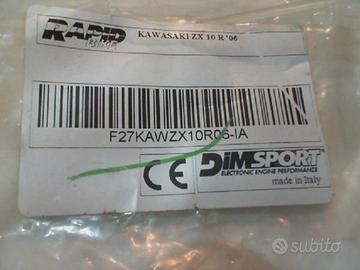 RAPID
BIKE
KAWASAKI ZX 10 R '06
F27KAWZX10R06-IA
CE
DiMSPORT
ELECTRONIC ENGINE PERFORMANCE
made in Italy
subito